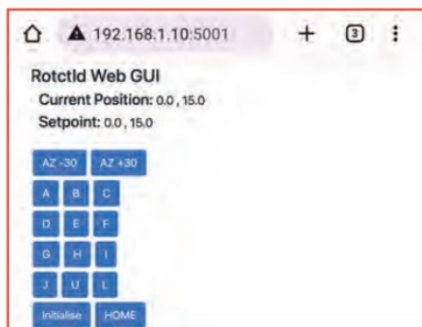 192.168.1.10:5001
3
Rotctld Web GUI
Current Position: 0.0 , 15.0
Setpoint: 0.0 , 15.0
AZ -30 AZ +30
A B C
D E F
G H I
J U L
Initialise HOME